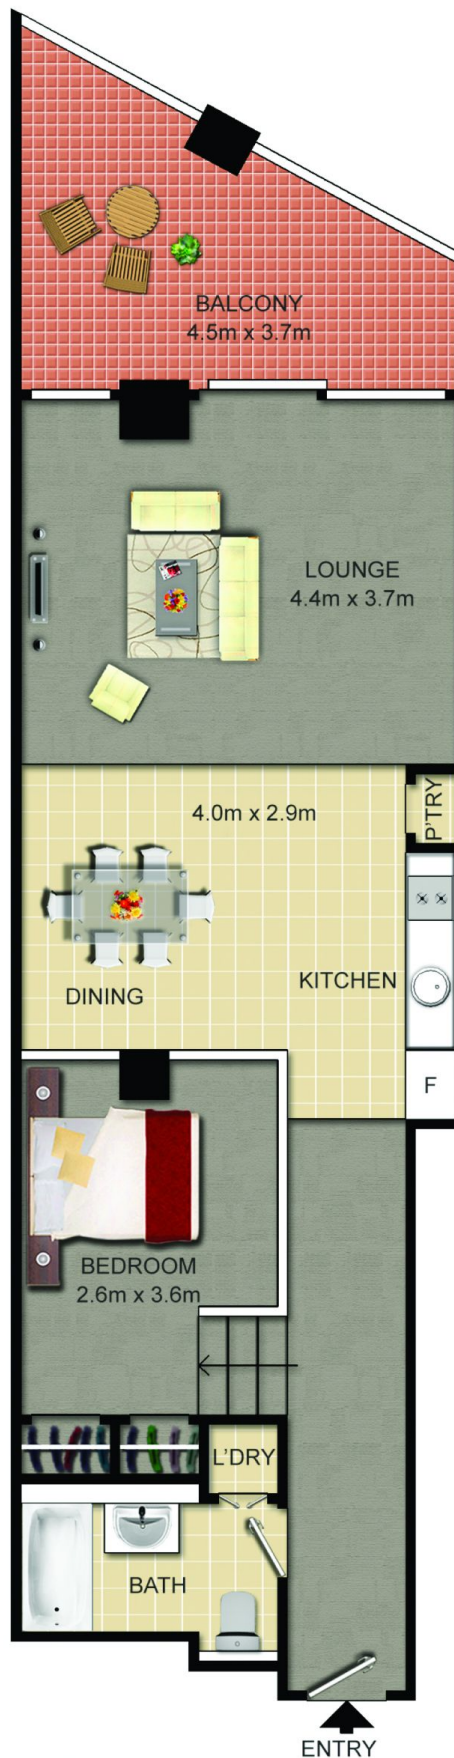 BALCONY
4.5m x 3.7m
LOUNGE
4.4m x 3.7m
4.0m x 2.9m
P'TRY
KITCHEN
DINING
F
BEDROOM
2.6m x 3.6m
L'DRY
BATH
ENTRY